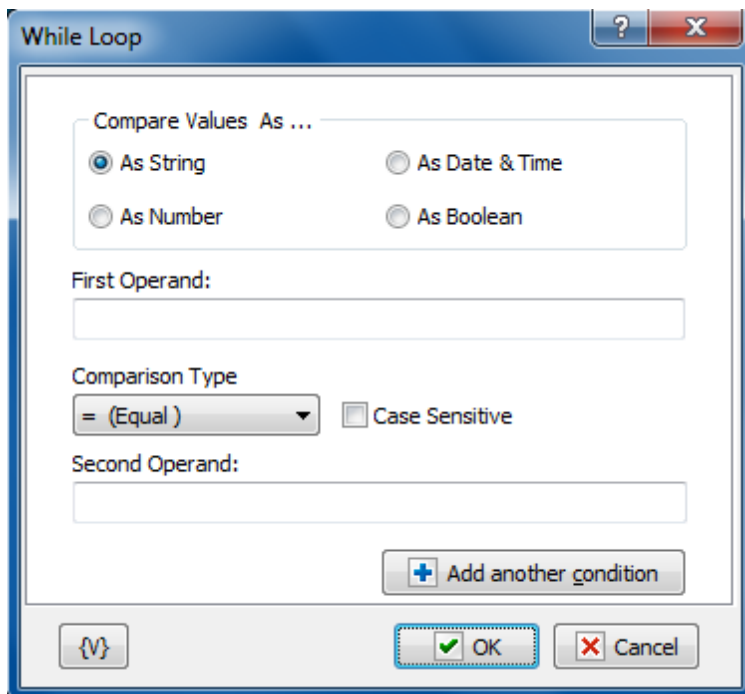 While Loop
?
Compare Values As ...
As String
As Date & Time
As Number
As Boolean
First Operand:
Comparison Type
= (Equal )
Case Sensitive
Second Operand:
Add another condition
{V}
OK
Cancel